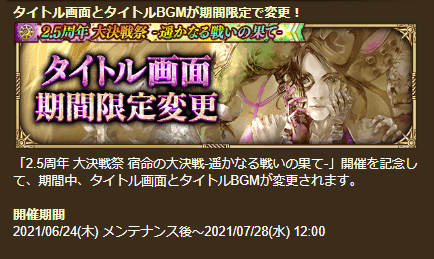 タイトル画面とタイトルBGMが期間限定で変更！
2.5周年 大決戦祭 -遥かなる戦いの果て-
タイトル画面
期間限定変更
「2.5周年 大決戦祭 宿命の大決戦-遥かなる戦いの果て-」開催を記念し
て、期間中、タイトル画面とタイトルBGMが変更されます。
開催期間
2021/06/24(木) メンテナンス後～2021/07/28(水) 12:00